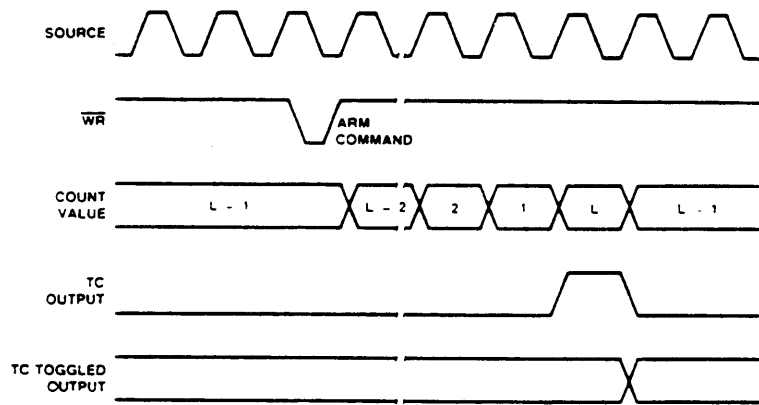 SOURCE
WR
ARM
COMMAND
COUNT
VALUE
L - 1
L - 2
2
1
L
L - 1
TC
OUTPUT
TC TOGGLED
OUTPUT